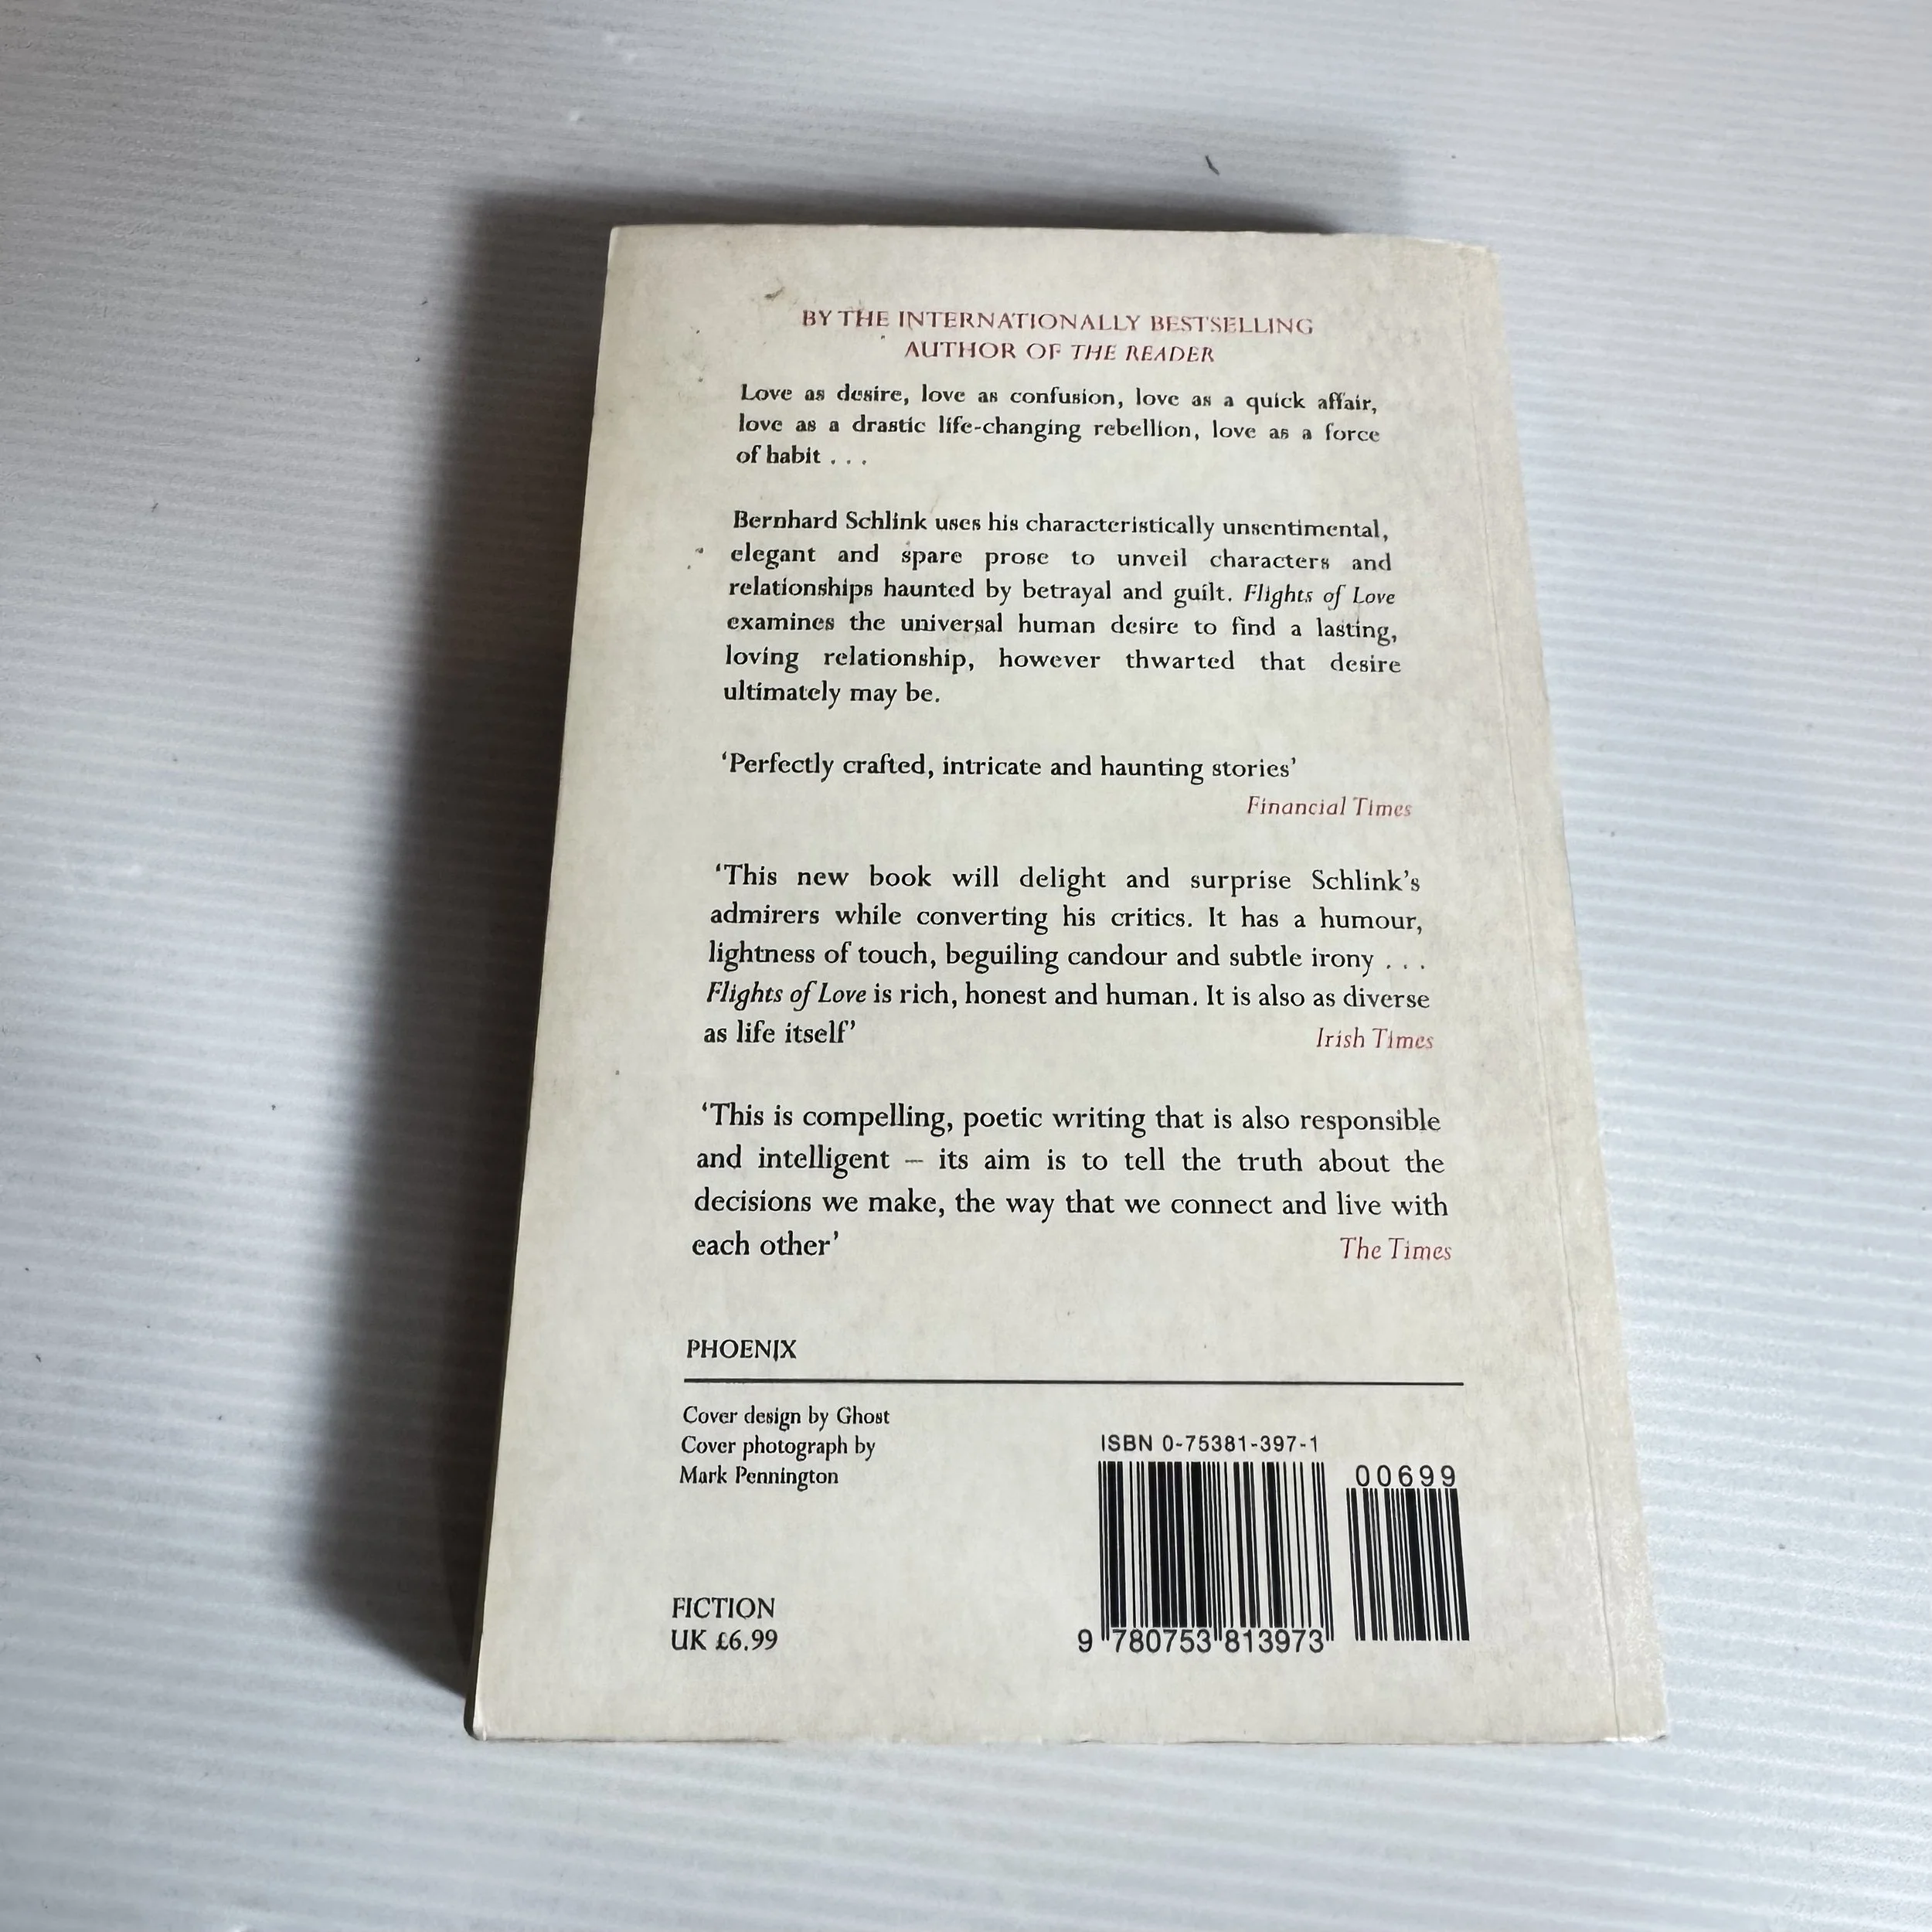 BY THE INTERNATIONALLY BESTSELLING
AUTHOR OF THE READER
Love as desire, love as confusion, love as a quick affair,
love as a drastic life-changing rebellion, love as a force
of habit . . .
Bernhard Schlink uses his characteristically unsentimental,
elegant and spare prose to unveil characters and
relationships haunted by betrayal and guilt. Flights of Love
examines the universal human desire to find a lasting,
loving relationship, however thwarted that desire
ultimately may be.
‘Perfectly crafted, intricate and haunting stories’
Financial Times
‘This new book will delight and surprise Schlink’s
admirers while converting his critics. It has a humour,
lightness of touch, beguiling candour and subtle irony . . .
Flights of Love is rich, honest and human. It is also as diverse
as life itself’ Irish Times
‘This is compelling, poetic writing that is also responsible
and intelligent – its aim is to tell the truth about the
decisions we make, the way that we connect and live with
each other’ The Times
PHOENIX
Cover design by Ghost
Cover photograph by
Mark Pennington
FICTION
UK £6.99
ISBN 0-75381-397-1
00699
9 780753 813973